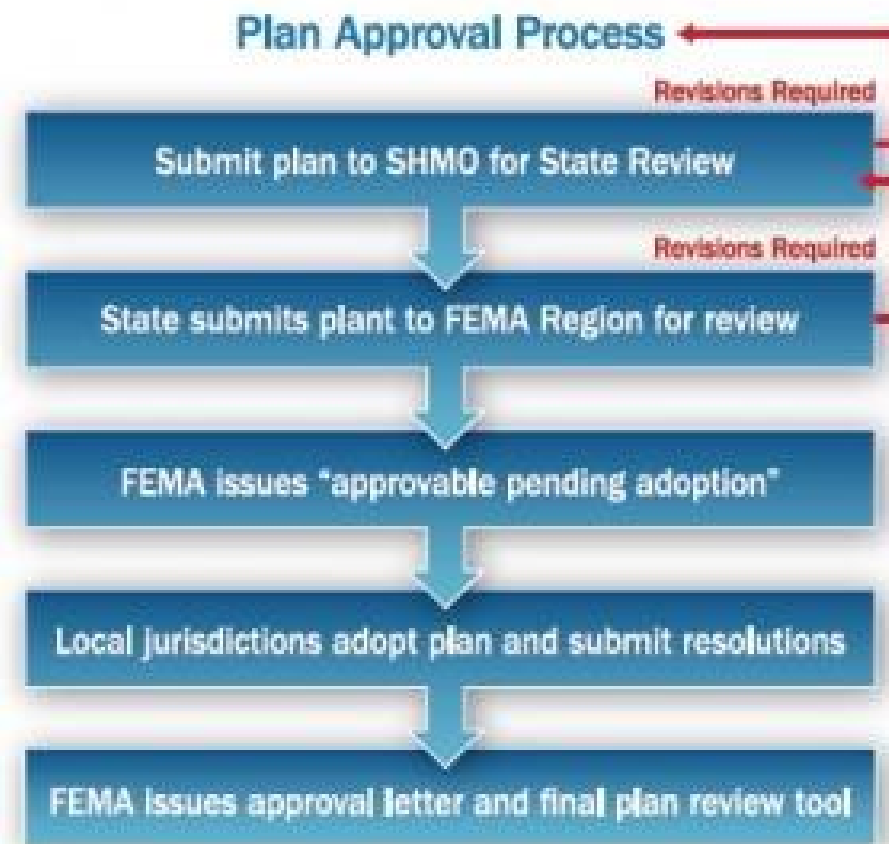 Plan Approval Process
Revisions Required
Submit plan to SHMO for State Review
Revisions Required
State submits plant to FEMA Region for review
FEMA issues "approvable pending adoption"
Local jurisdictions adopt plan and submit resolutions
FEMA issues approval letter and final plan review tool